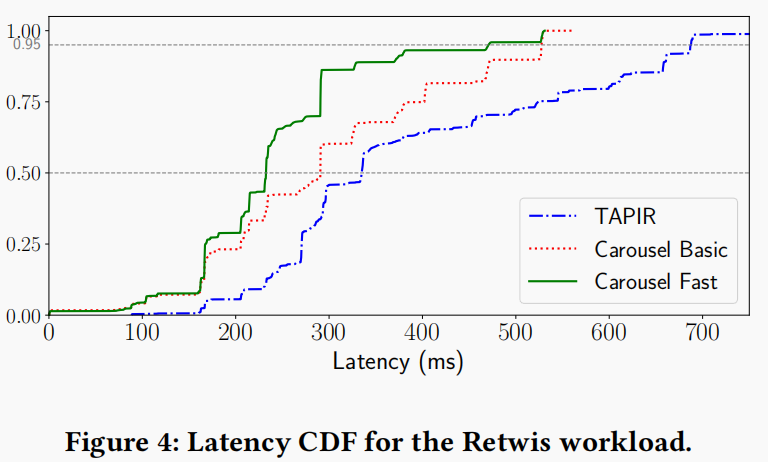 1.00
0.95
0.75
0.50
0.25
0.00
0 100 200 300 400 500 600 700
Latency (ms)
TAPIR
Carousel Basic
Carousel Fast
Figure 4: Latency CDF for the Retwis workload.